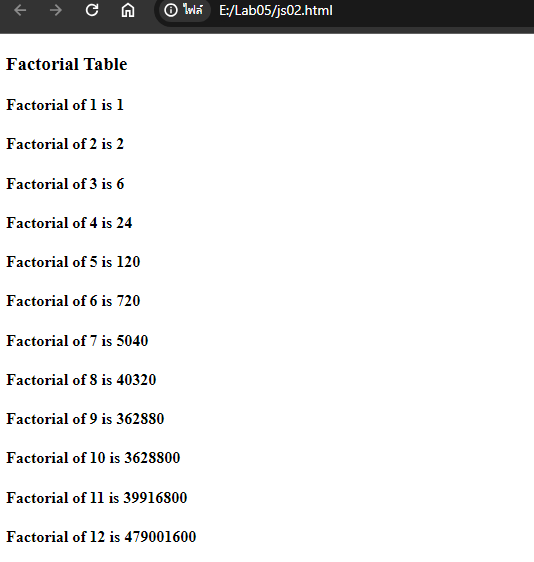 ไฟล์ E:/Lab05/js02.html
Factorial Table
Factorial of 1 is 1
Factorial of 2 is 2
Factorial of 3 is 6
Factorial of 4 is 24
Factorial of 5 is 120
Factorial of 6 is 720
Factorial of 7 is 5040
Factorial of 8 is 40320
Factorial of 9 is 362880
Factorial of 10 is 3628800
Factorial of 11 is 39916800
Factorial of 12 is 479001600